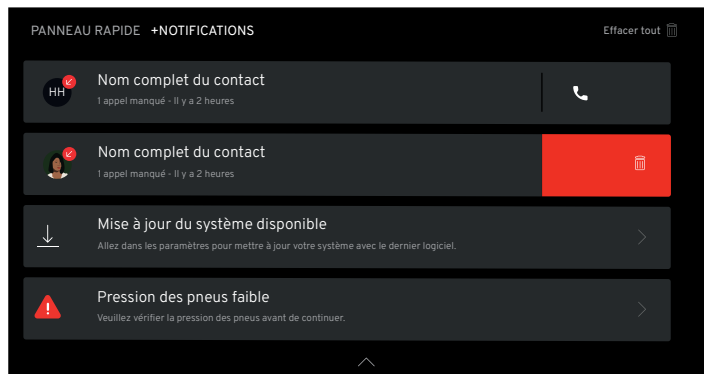 PANNEAU RAPIDE +NOTIFICATIONS Effacer tout
HH Nom complet du contact
1 appel manqué - Il y a 2 heures
Nom complet du contact
1 appel manqué - Il y a 2 heures
Mise à jour du système disponible
Allez dans les paramètres pour mettre à jour votre système avec le dernier logiciel.
Pression des pneus faible
Veuillez vérifier la pression des pneus avant de continuer.